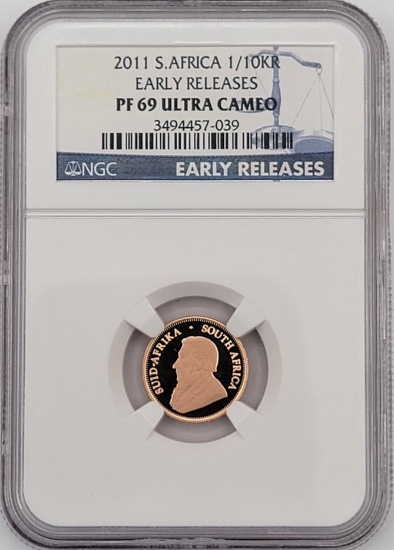 2011 S.AFRICA 1/10KR
EARLY RELEASES
PF 69 ULTRA CAMEO
3494457-039
NGC EARLY RELEASES
SUID-AFRIKA • SOUTH AFRICA